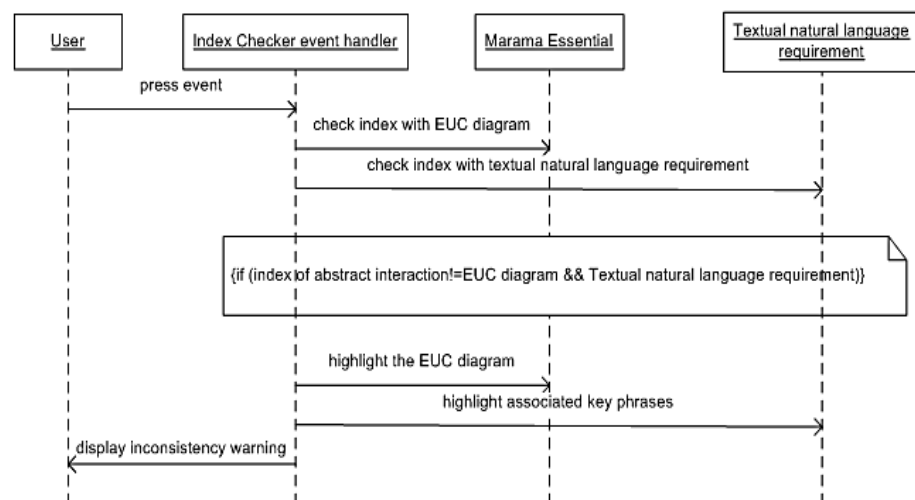 User
Index Checker event handler
Marama Essential
Textual natural language
requirement
press event
check index with EUC diagram
check index with textual natural language requirement
{if (index of abstract interaction!=EUC diagram && Textual natural language requirement)}
highlight the EUC diagram
highlight associated key phrases
display inconsistency warning